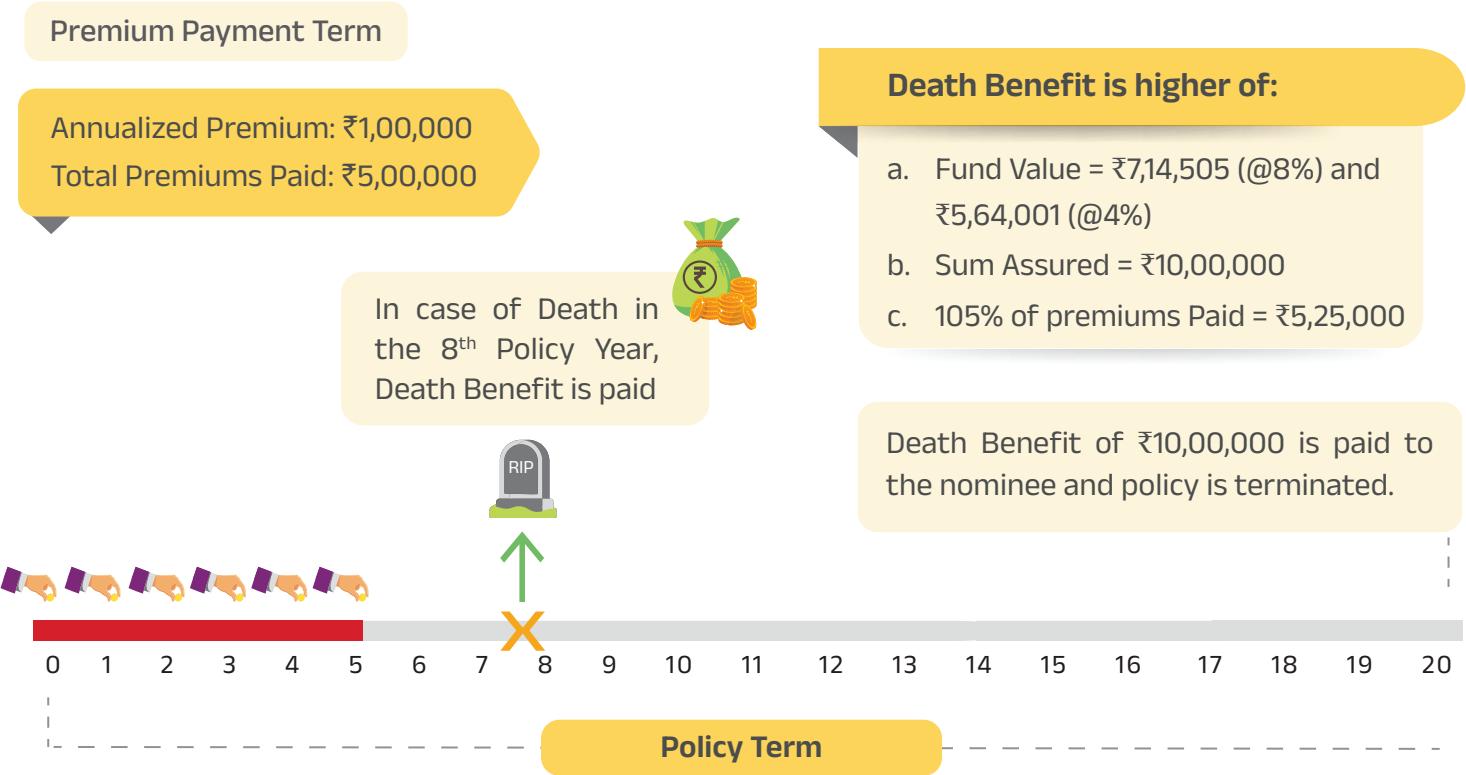 Premium Payment Term
Annualized Premium: ₹1,00,000
Total Premiums Paid: ₹5,00,000
Death Benefit is higher of:
a. Fund Value = ₹7,14,505 (@8%) and
₹5,64,001 (@4%)
b. Sum Assured = ₹10,00,000
c. 105% of premiums Paid = ₹5,25,000
₹
In case of Death in
the 8th Policy Year,
Death Benefit is paid
RIP
Death Benefit of ₹10,00,000 is paid to
the nominee and policy is terminated.
0 1 2 3 4 5 6 7 8 9 10 11 12 13 14 15 16 17 18 19 20
Policy Term